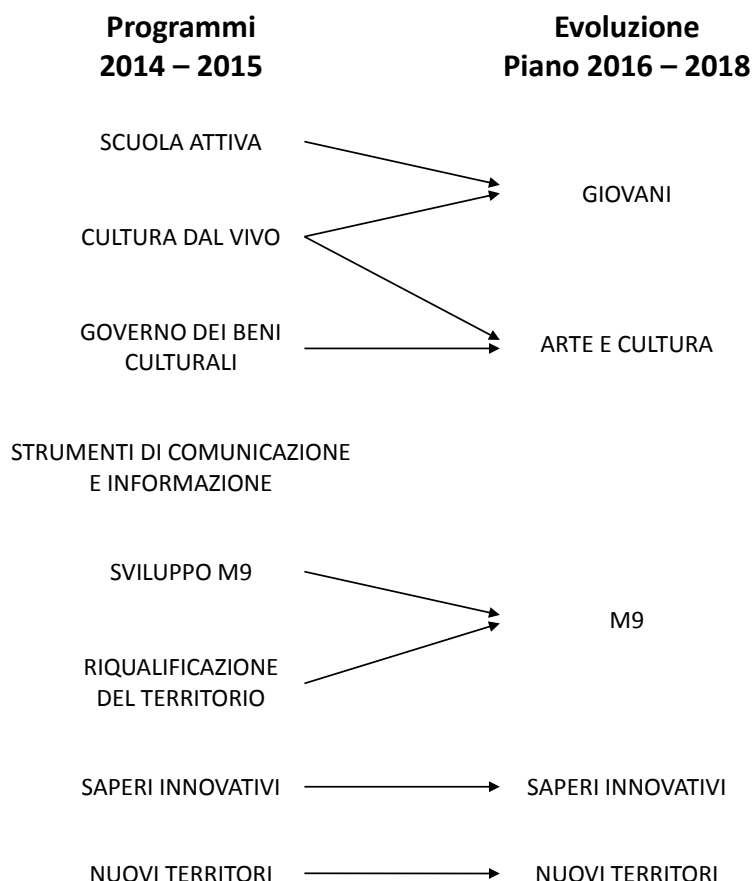 Programmi
2014 – 2015
Evoluzione
Piano 2016 – 2018
SCUOLA ATTIVA
GIOVANI
CULTURA DAL VIVO
GOVERNO DEI BENI
CULTURALI
ARTE E CULTURA
STRUMENTI DI COMUNICAZIONE
E INFORMAZIONE
SVILUPPO M9
M9
RIQUALIFICAZIONE
DEL TERRITORIO
SAPERI INNOVATIVI
SAPERI INNOVATIVI
NUOVI TERRITORI
NUOVI TERRITORI